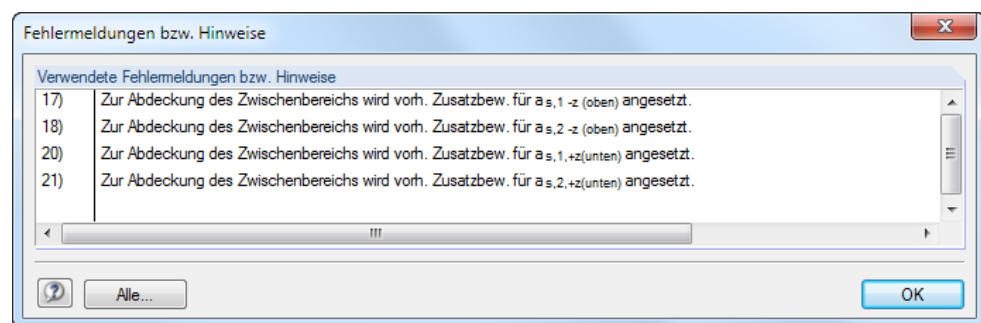 Fehlermeldungen bzw. Hinweise
Verwendete Fehlermeldungen bzw. Hinweise
17) Zur Abdeckung des Zwischenbereichs wird vorh. Zusatzbew. für a s,1 -z (oben) angesetzt.
18) Zur Abdeckung des Zwischenbereichs wird vorh. Zusatzbew. für a s,2 -z (oben) angesetzt.
20) Zur Abdeckung des Zwischenbereichs wird vorh. Zusatzbew. für a s,1,+z(unten) angesetzt.
21) Zur Abdeckung des Zwischenbereichs wird vorh. Zusatzbew. für a s,2,+z(unten) angesetzt.
Alle...
OK